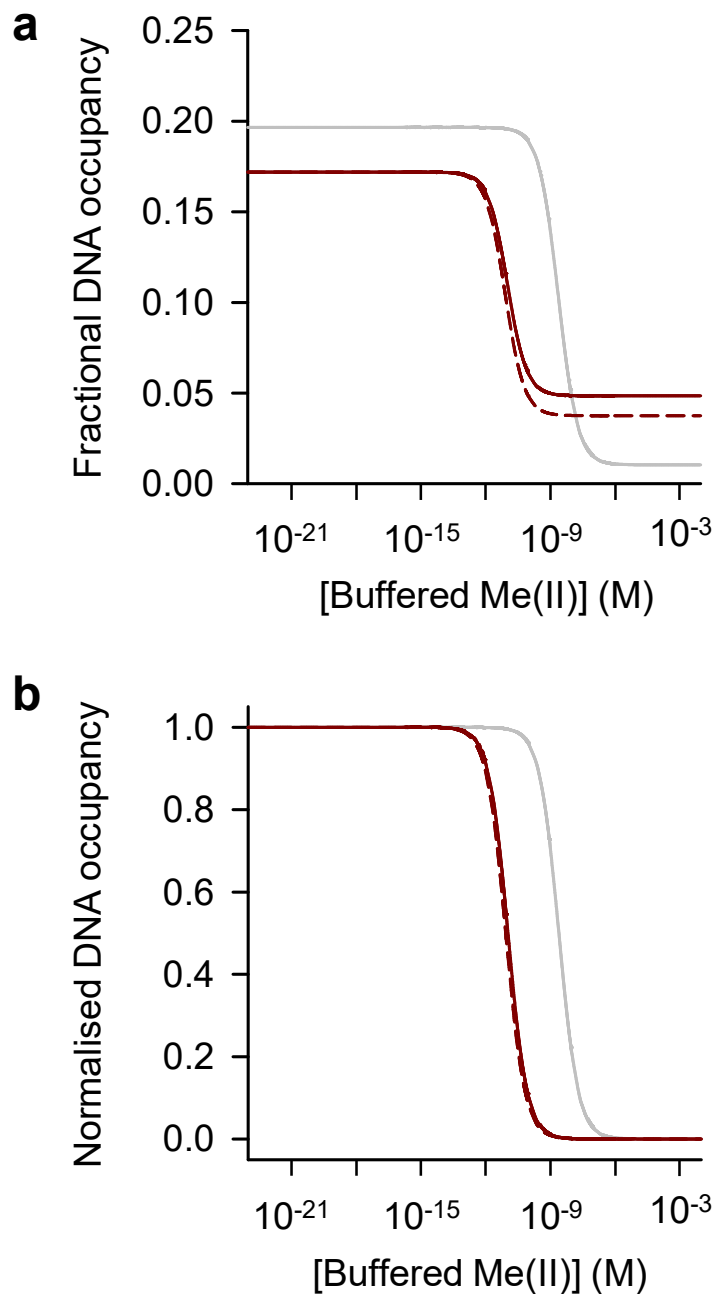 a
Fractional DNA occupancy
0.25
0.20
0.15
0.10
0.05
0.00
10-21 10-15 10-9 10-3
[Buffered Me(II)] (M)
b
Normalised DNA occupancy
1.0
0.8
0.6
0.4
0.2
0.0
10-21 10-15 10-9 10-3
[Buffered Me(II)] (M)